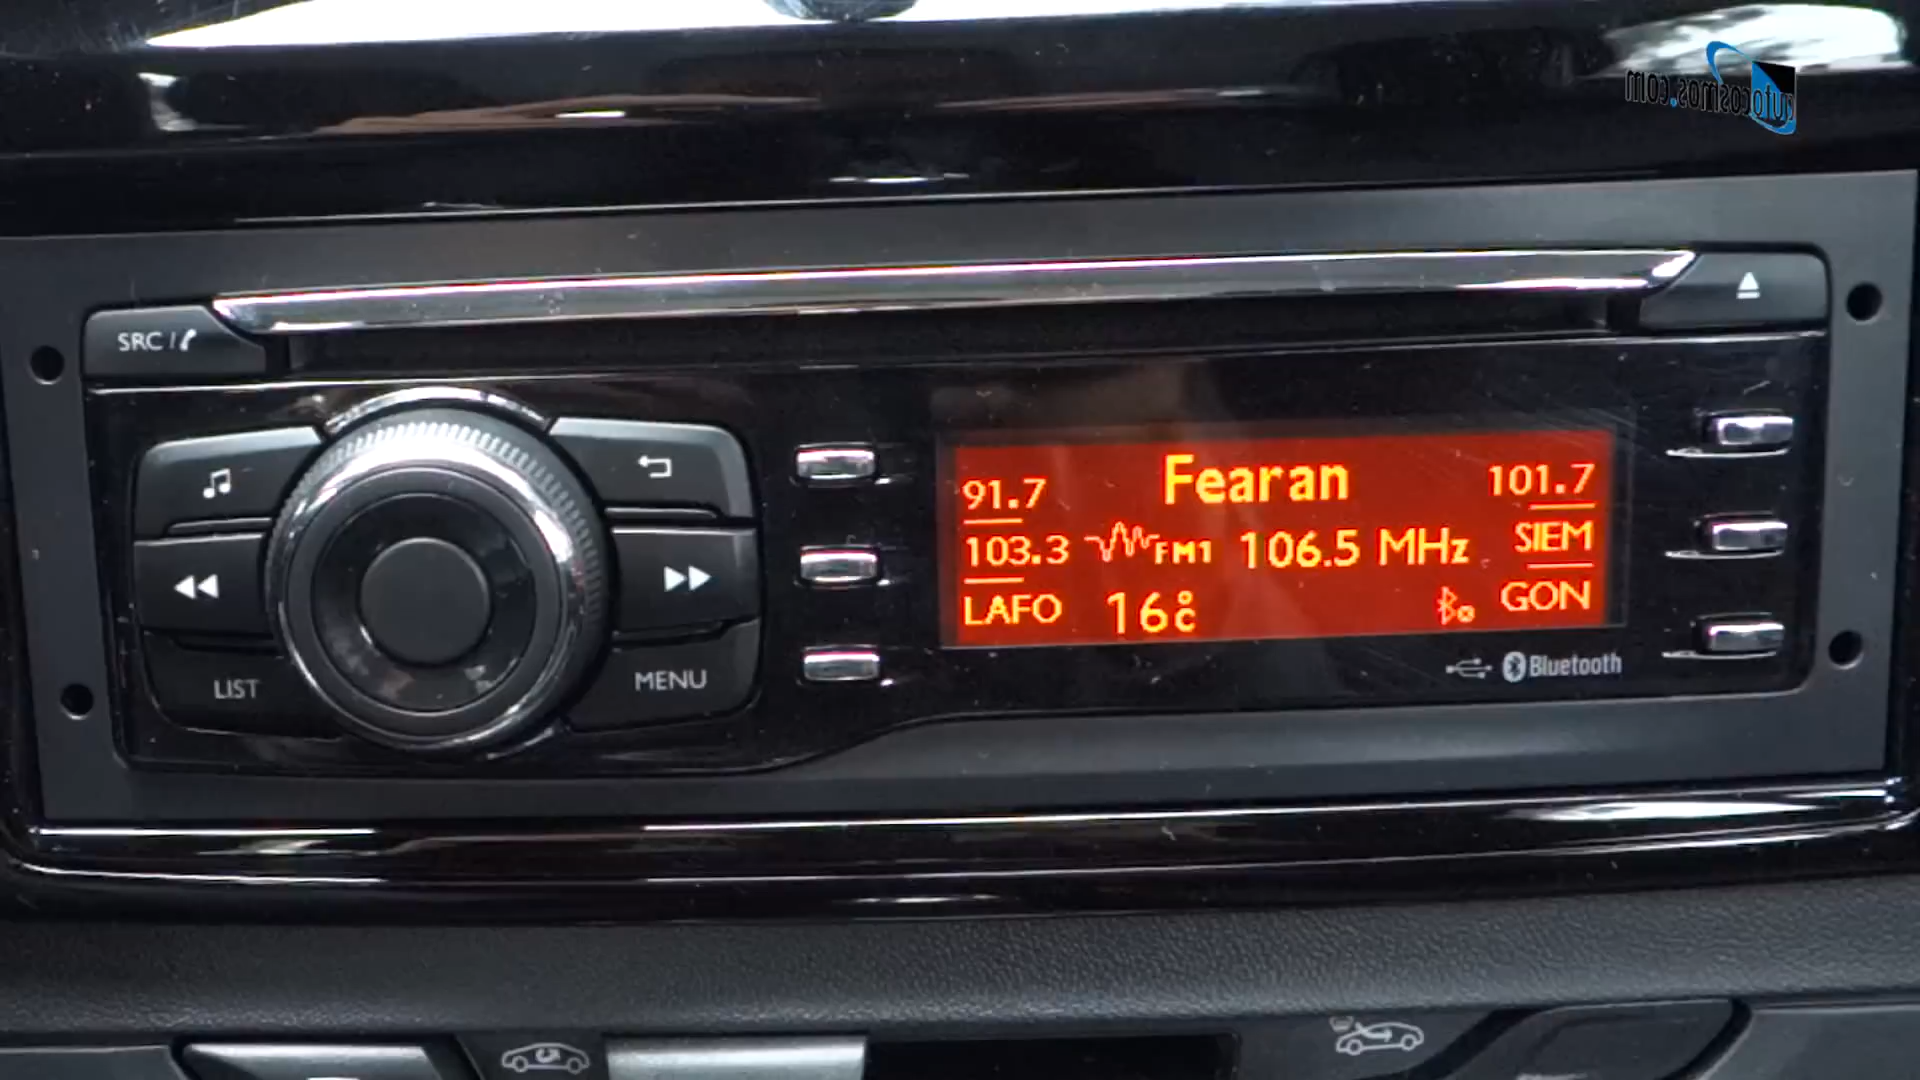 autocosmos.com
SRC /
91.7 Fearan 101.7
103.3 FM1 106.5 MHz SIEM
LAFO 16°C GON
LIST MENU Bluetooth